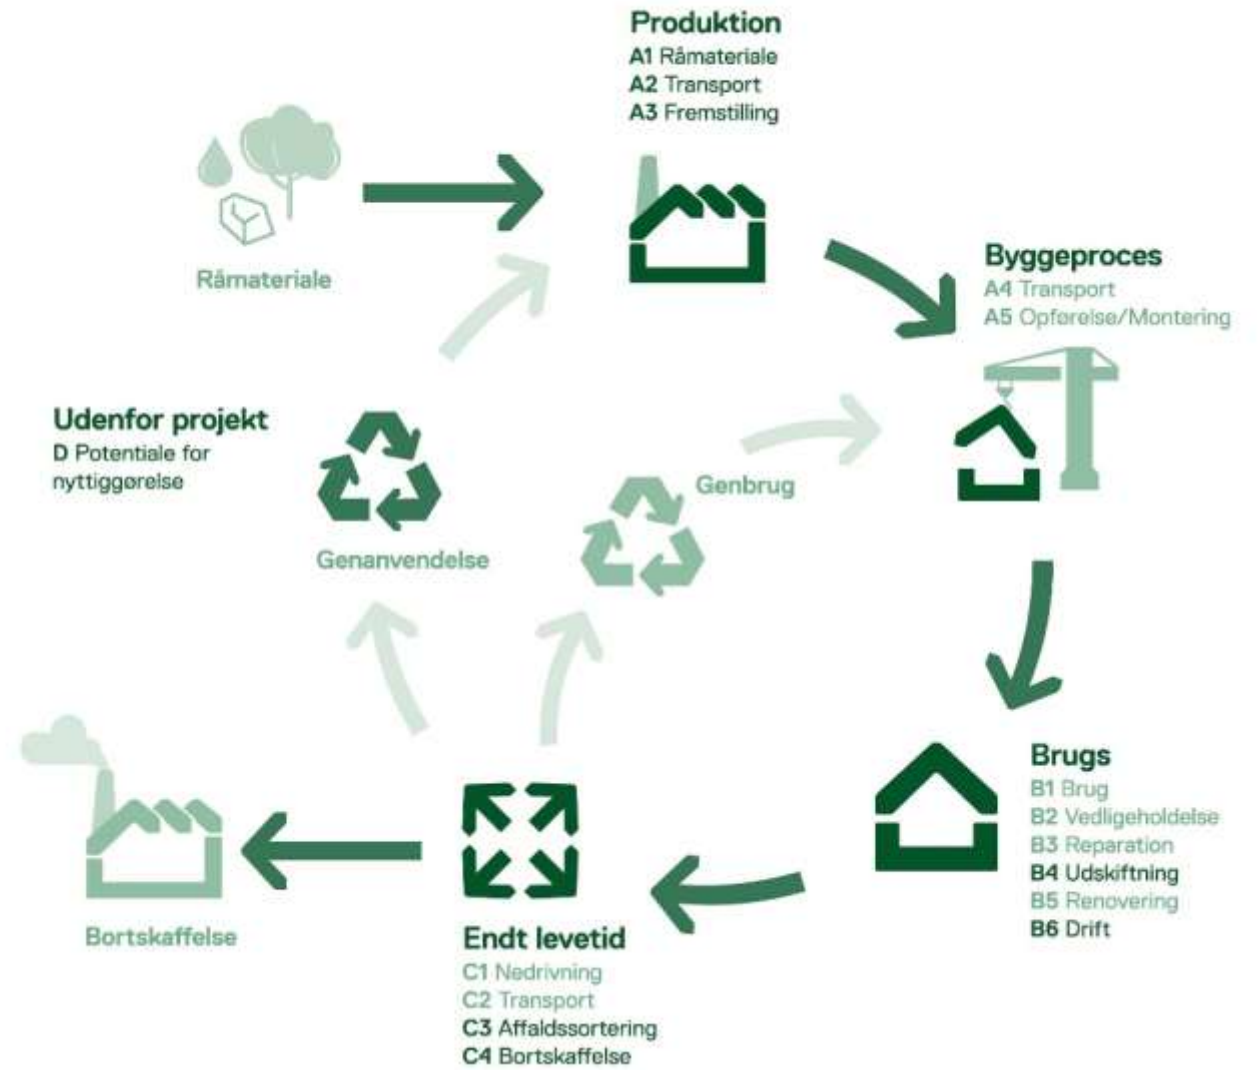 Produktion
A1 Råmateriale
A2 Transport
A3 Fremstilling
Råmateriale
Byggeproces
A4 Transport
A5 Opførelse/Montering
Udenfor projekt
D Potentiale for
nyttiggørelse
Genanvendelse
Genbrug
Brugs
B1 Brug
B2 Vedligeholdelse
B3 Reparation
B4 Udskiftning
B5 Renovering
B6 Drift
Bortskaffelse
Endt levetid
C1 Nedrivning
C2 Transport
C3 Affaldssortering
C4 Bortskaffelse